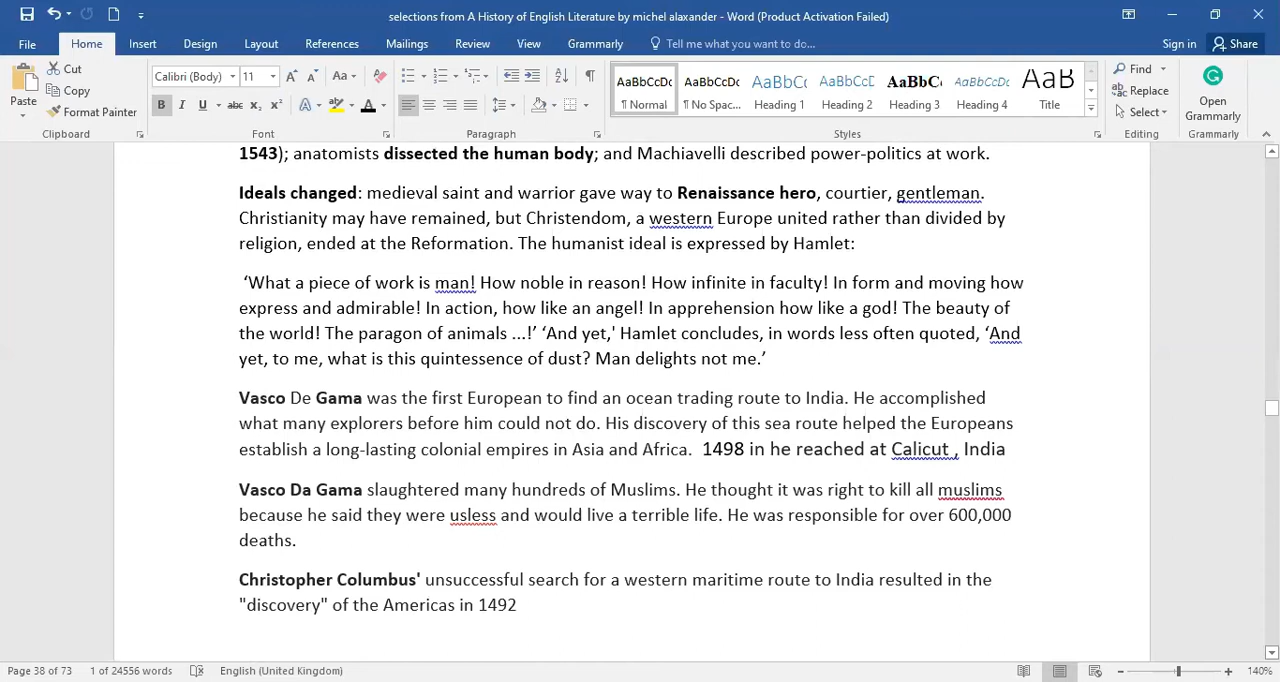 selections from A History of English Literature by michel alaxander - Word (Product Activation Failed)
File Home Insert Design Layout References Mailings Review View Grammarly Tell me what you want to do... Sign in Share
Paste Cut Copy Format Painter Clipboard
Calibri (Body) 11 A A Aa B I U abc x₂ x² A A Font
Paragraph
AaBbCcDc ¶ Normal AaBbCcDc ¶ No Spac... AaBbCc Heading 1 AaBbCcD Heading 2 AaBbC Heading 3 AaBbCcD Heading 4 AaB Title Styles
Find Replace Select Editing
Open Grammarly Grammarly
1543); anatomists dissected the human body; and Machiavelli described power-politics at work.
Ideals changed: medieval saint and warrior gave way to Renaissance hero, courtier, gentleman.
Christianity may have remained, but Christendom, a western Europe united rather than divided by
religion, ended at the Reformation. The humanist ideal is expressed by Hamlet:
‘What a piece of work is man! How noble in reason! How infinite in faculty! In form and moving how
express and admirable! In action, how like an angel! In apprehension how like a god! The beauty of
the world! The paragon of animals ...!’ ‘And yet,' Hamlet concludes, in words less often quoted, ‘And
yet, to me, what is this quintessence of dust? Man delights not me.’
Vasco De Gama was the first European to find an ocean trading route to India. He accomplished
what many explorers before him could not do. His discovery of this sea route helped the Europeans
establish a long-lasting colonial empires in Asia and Africa. 1498 in he reached at Calicut , India
Vasco Da Gama slaughtered many hundreds of Muslims. He thought it was right to kill all muslims
because he said they were usless and would live a terrible life. He was responsible for over 600,000
deaths.
Christopher Columbus' unsuccessful search for a western maritime route to India resulted in the
"discovery" of the Americas in 1492
Page 38 of 73 1 of 24556 words English (United Kingdom) 140%